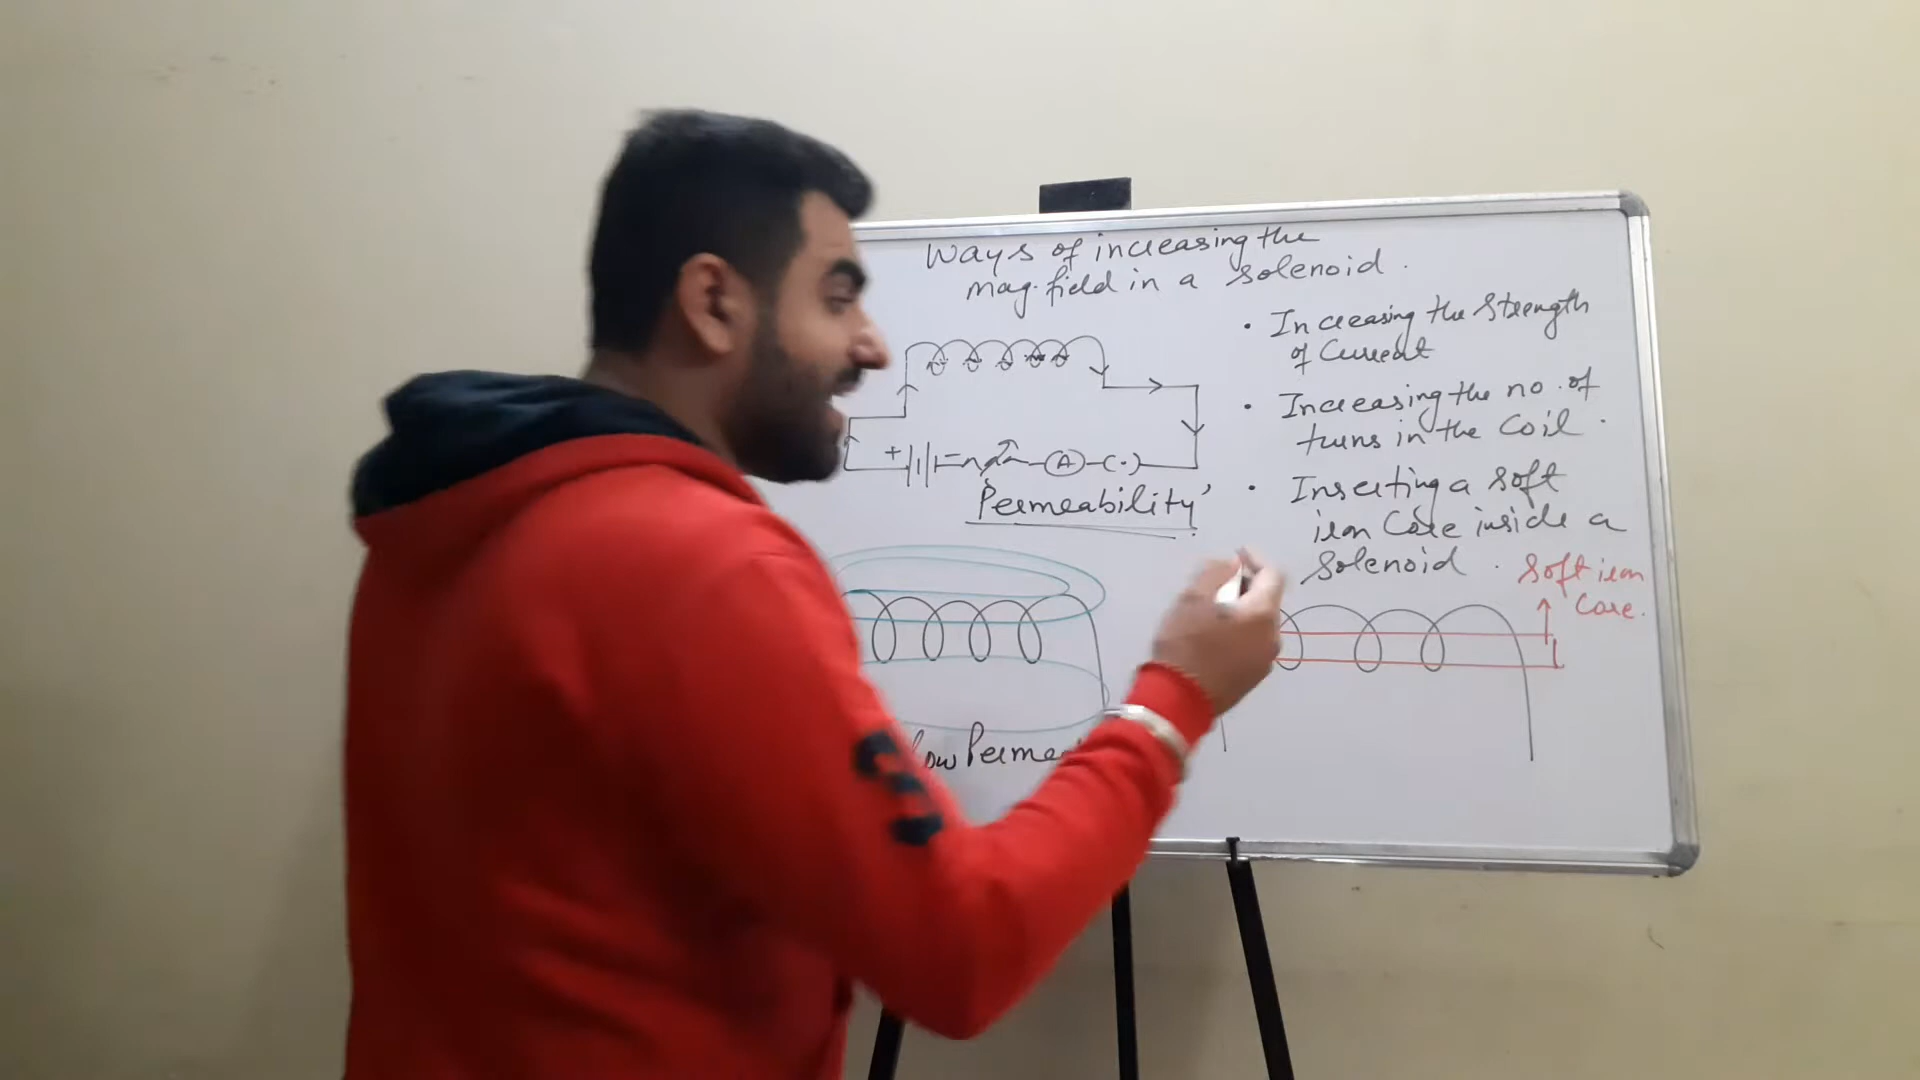 Ways of increasing the
mag. field in a solenoid.
• Increasing the strength
of Current
• Increasing the no. of
turns in the Coil.
+
A
'Permeability'
• Inserting a soft
iron Core inside a
solenoid.
Soft iron
Core.
low Permea